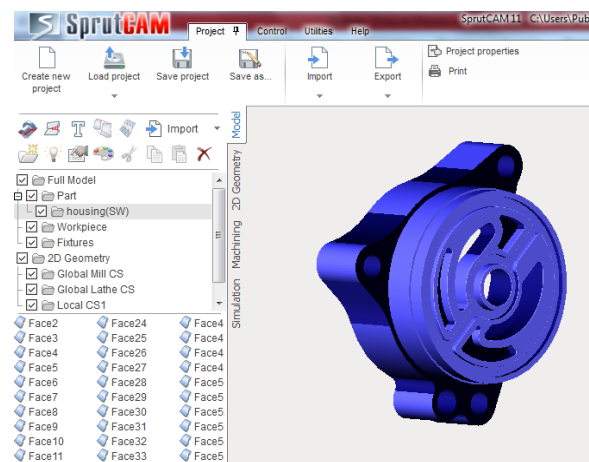 SprutCAM
Project Control Utilities Help
SprutCAM 11 C:\Users\Pub
Create new project
Load project
Save project
Save as...
Import
Export
Project properties
Print
Import
Full Model
Part
housing(SW)
Workpiece
Fixtures
2D Geometry
Global Mill CS
Global Lathe CS
Local CS1
Model
2D Geometry
Machining
Simulation
Face2 Face24 Face4
Face3 Face25 Face4
Face4 Face26 Face4
Face5 Face27 Face4
Face6 Face28 Face5
Face7 Face29 Face5
Face8 Face30 Face5
Face9 Face31 Face5
Face10 Face32 Face5
Face11 Face33 Face5